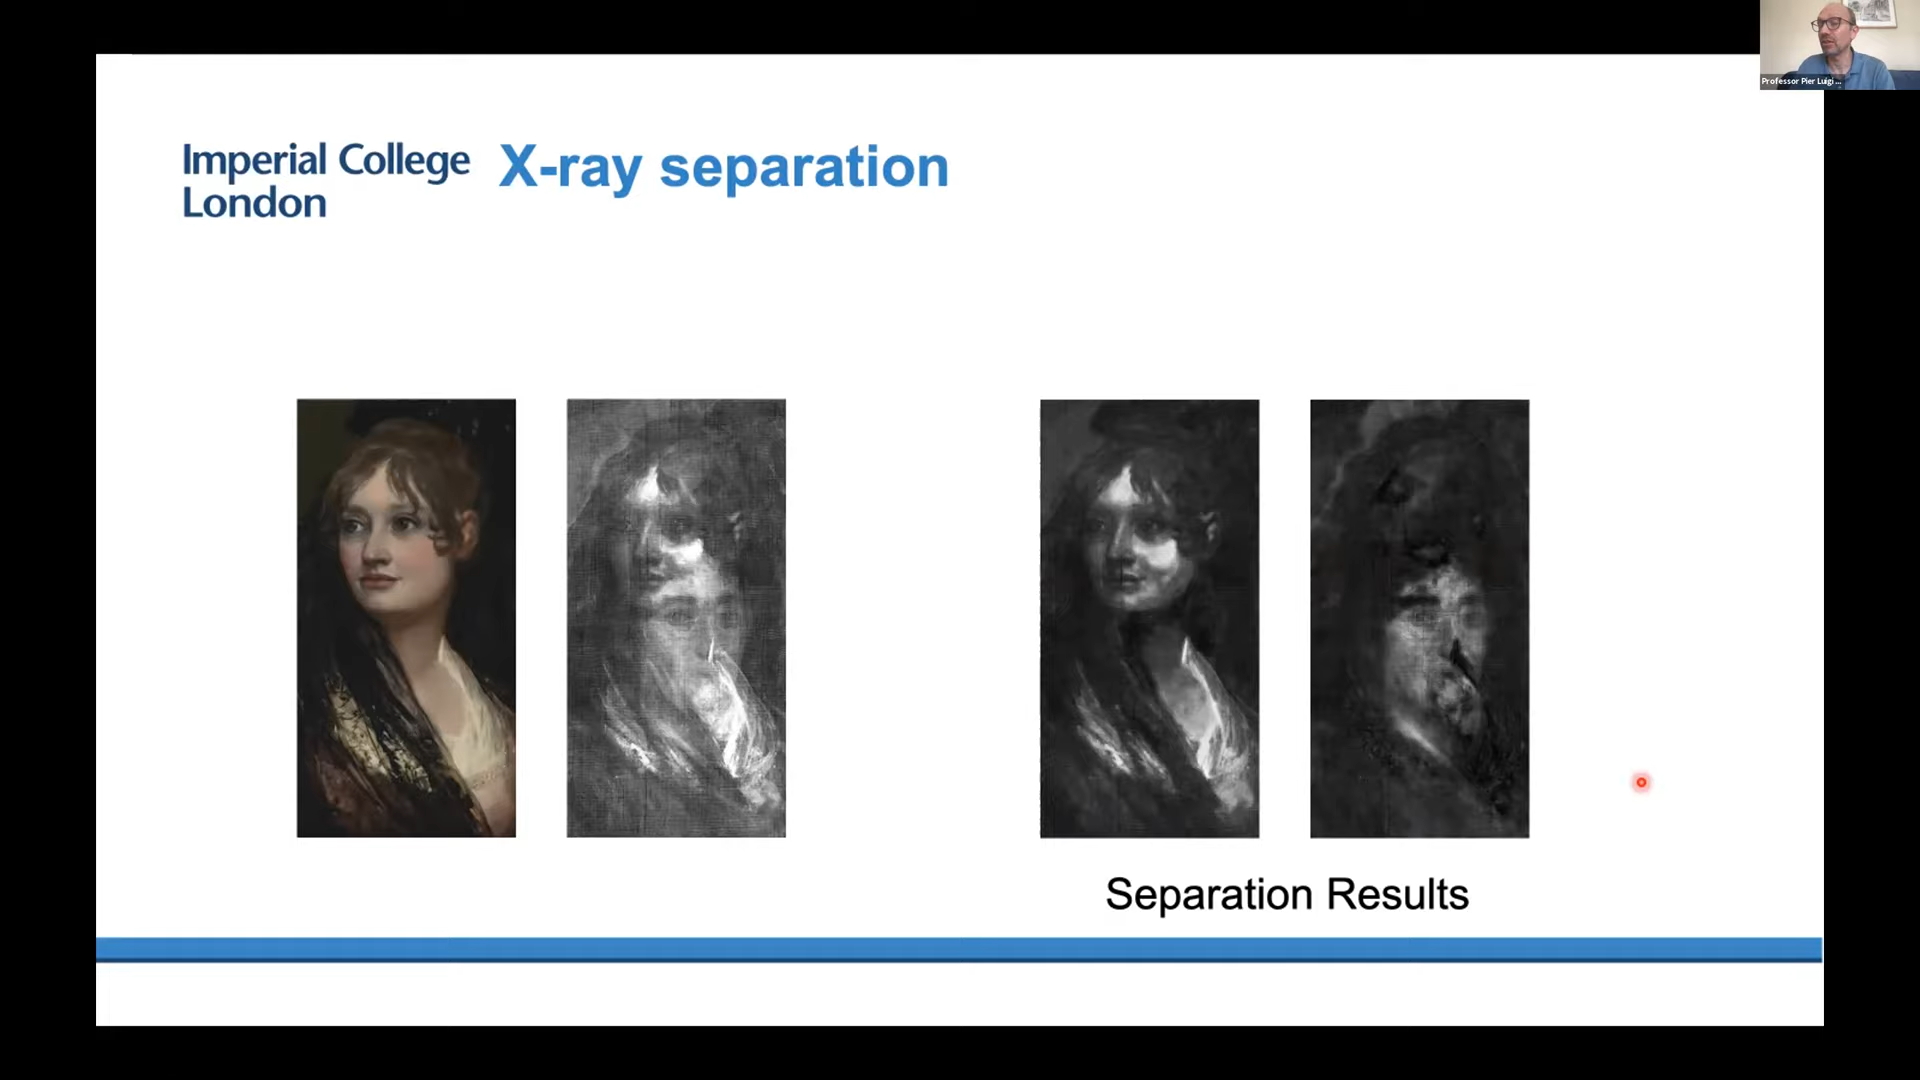 Professor Pier Luigi ...
Imperial College
London
X-ray separation
Separation Results